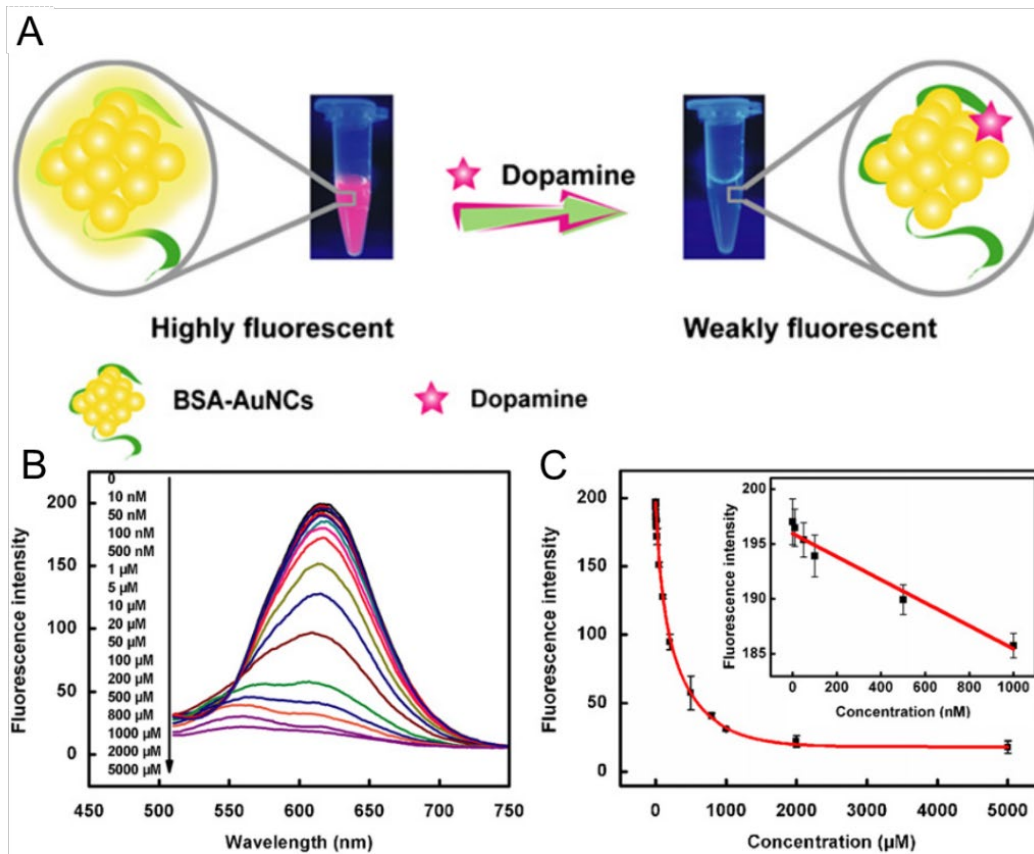 A
Dopamine
Highly fluorescent
Weakly fluorescent
BSA-AuNCs
Dopamine
B
Fluorescence intensity
200
150
100
50
0
0
10 nM
50 nM
100 nM
500 nM
1 µM
5 µM
10 µM
20 µM
50 µM
100 µM
200 µM
500 µM
800 µM
1000 µM
2000 µM
5000 µM
450 500 550 600 650 700 750
Wavelength (nm)
C
Fluorescence intensity
200
150
100
50
0
0 1000 2000 3000 4000 5000
Concentration (µM)
Fluorescence intensity
200
195
190
185
0 200 400 600 800 1000
Concentration (nM)